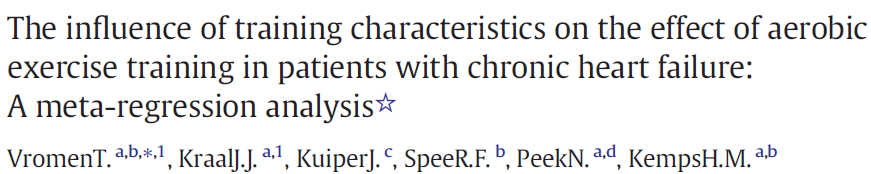 The influence of training characteristics on the effect of aerobic
exercise training in patients with chronic heart failure:
A meta-regression analysis☆
VromenT. a,b,⁎,1, KraalJ.J. a,1, KuiperJ. c, SpeeR.F. b, PeekN. a,d, KempsH.M. a,b